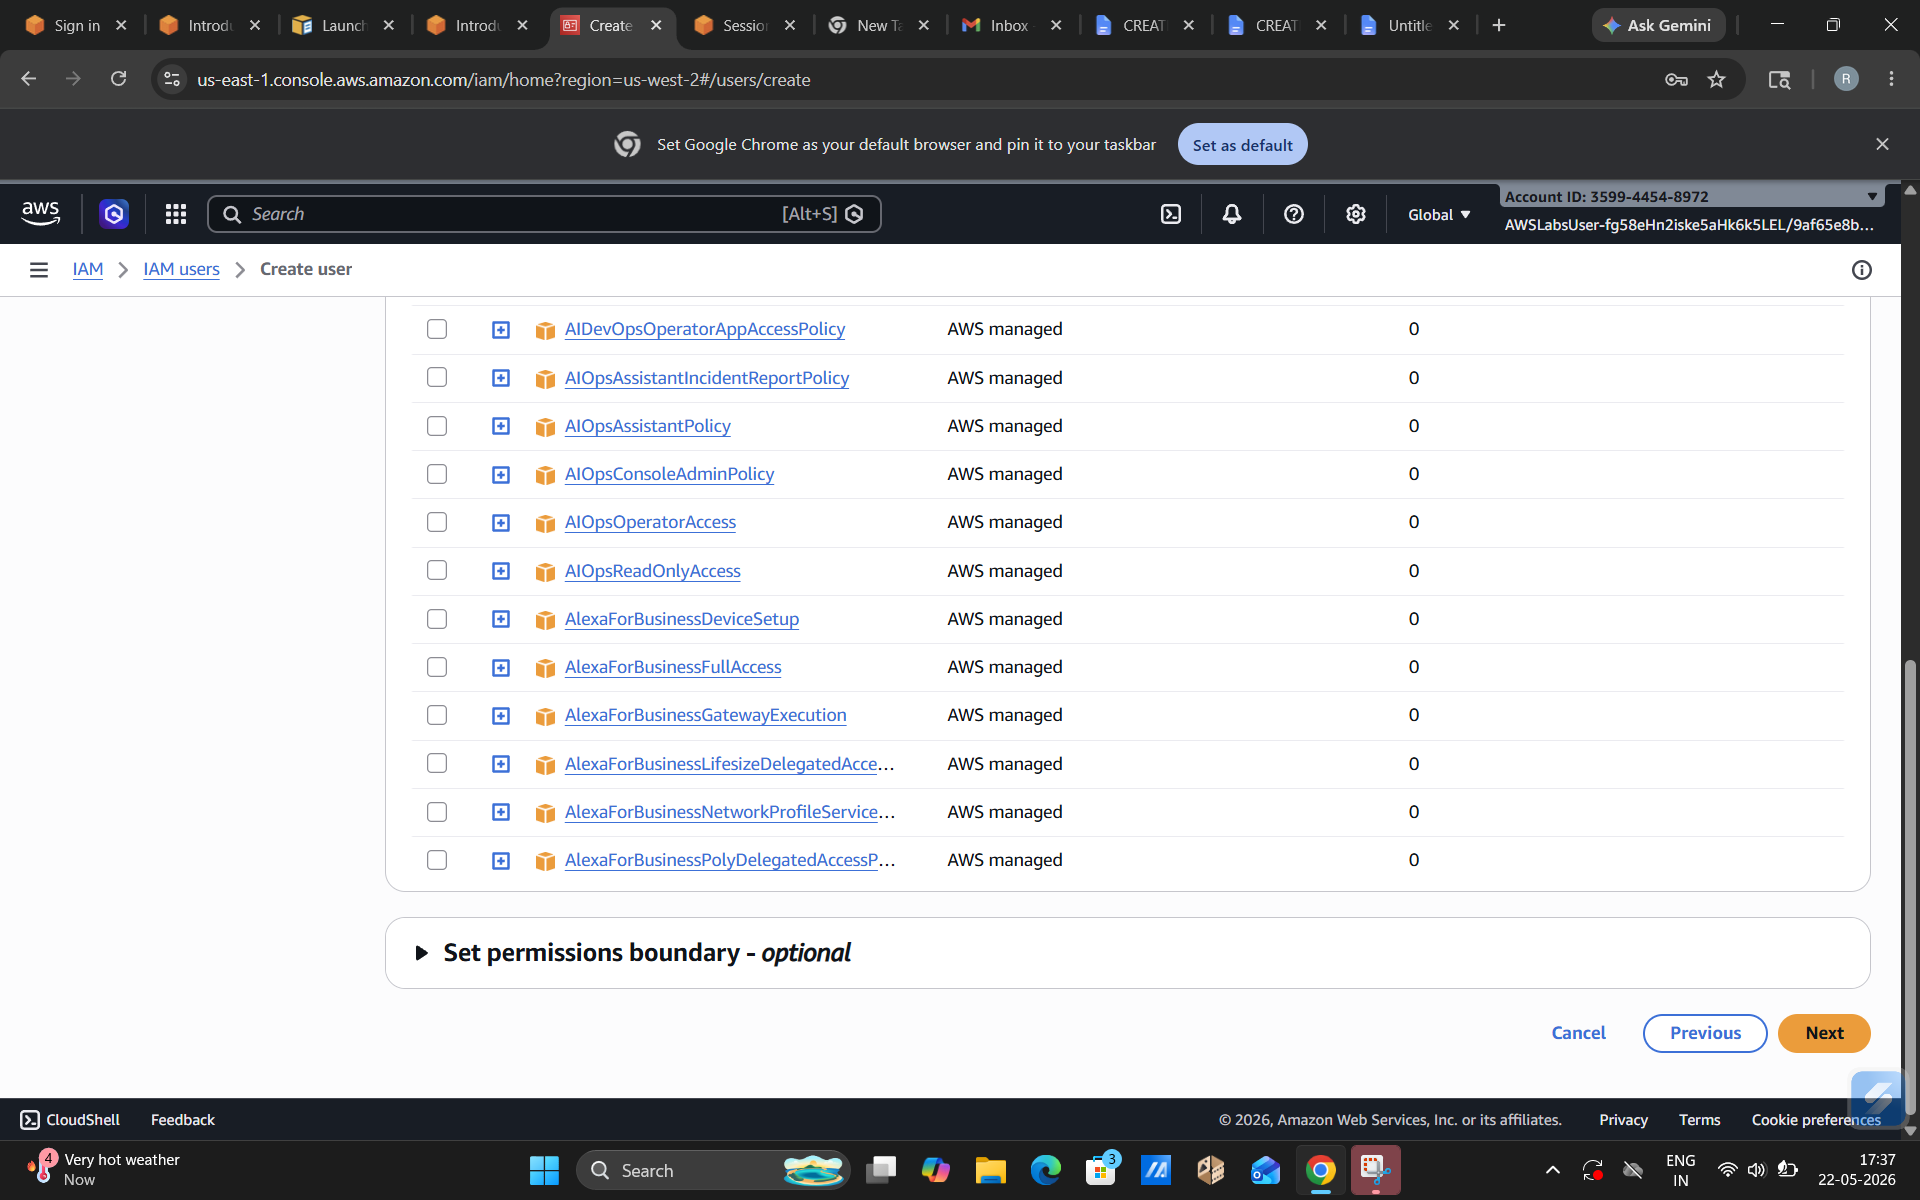 Sign in
Introdu
Launch
Introdu
Create
Session
New Ta
Inbox
CREAT
CREAT
Untitle
Ask Gemini
us-east-1.console.aws.amazon.com/iam/home?region=us-west-2#/users/create
R
Set Google Chrome as your default browser and pin it to your taskbar
Set as default
aws
Search
[Alt+S]
Global
Account ID: 3599-4454-8972
AWSLabsUser-fg58eHn2iske5aHk6k5LEL/9af65e8b...
IAM
IAM users
Create user
AIDevOpsOperatorAppAccessPolicy AWS managed 0
AIOpsAssistantIncidentReportPolicy AWS managed 0
AIOpsAssistantPolicy AWS managed 0
AIOpsConsoleAdminPolicy AWS managed 0
AIOpsOperatorAccess AWS managed 0
AIOpsReadOnlyAccess AWS managed 0
AlexaForBusinessDeviceSetup AWS managed 0
AlexaForBusinessFullAccess AWS managed 0
AlexaForBusinessGatewayExecution AWS managed 0
AlexaForBusinessLifesizeDelegatedAcce... AWS managed 0
AlexaForBusinessNetworkProfileService... AWS managed 0
AlexaForBusinessPolyDelegatedAccessP... AWS managed 0
Set permissions boundary - optional
Cancel
Previous
Next
CloudShell
Feedback
© 2026, Amazon Web Services, Inc. or its affiliates.
Privacy
Terms
Cookie preferences
4
Very hot weather
Now
Search
3
ENG
IN
17:37
22-05-2026